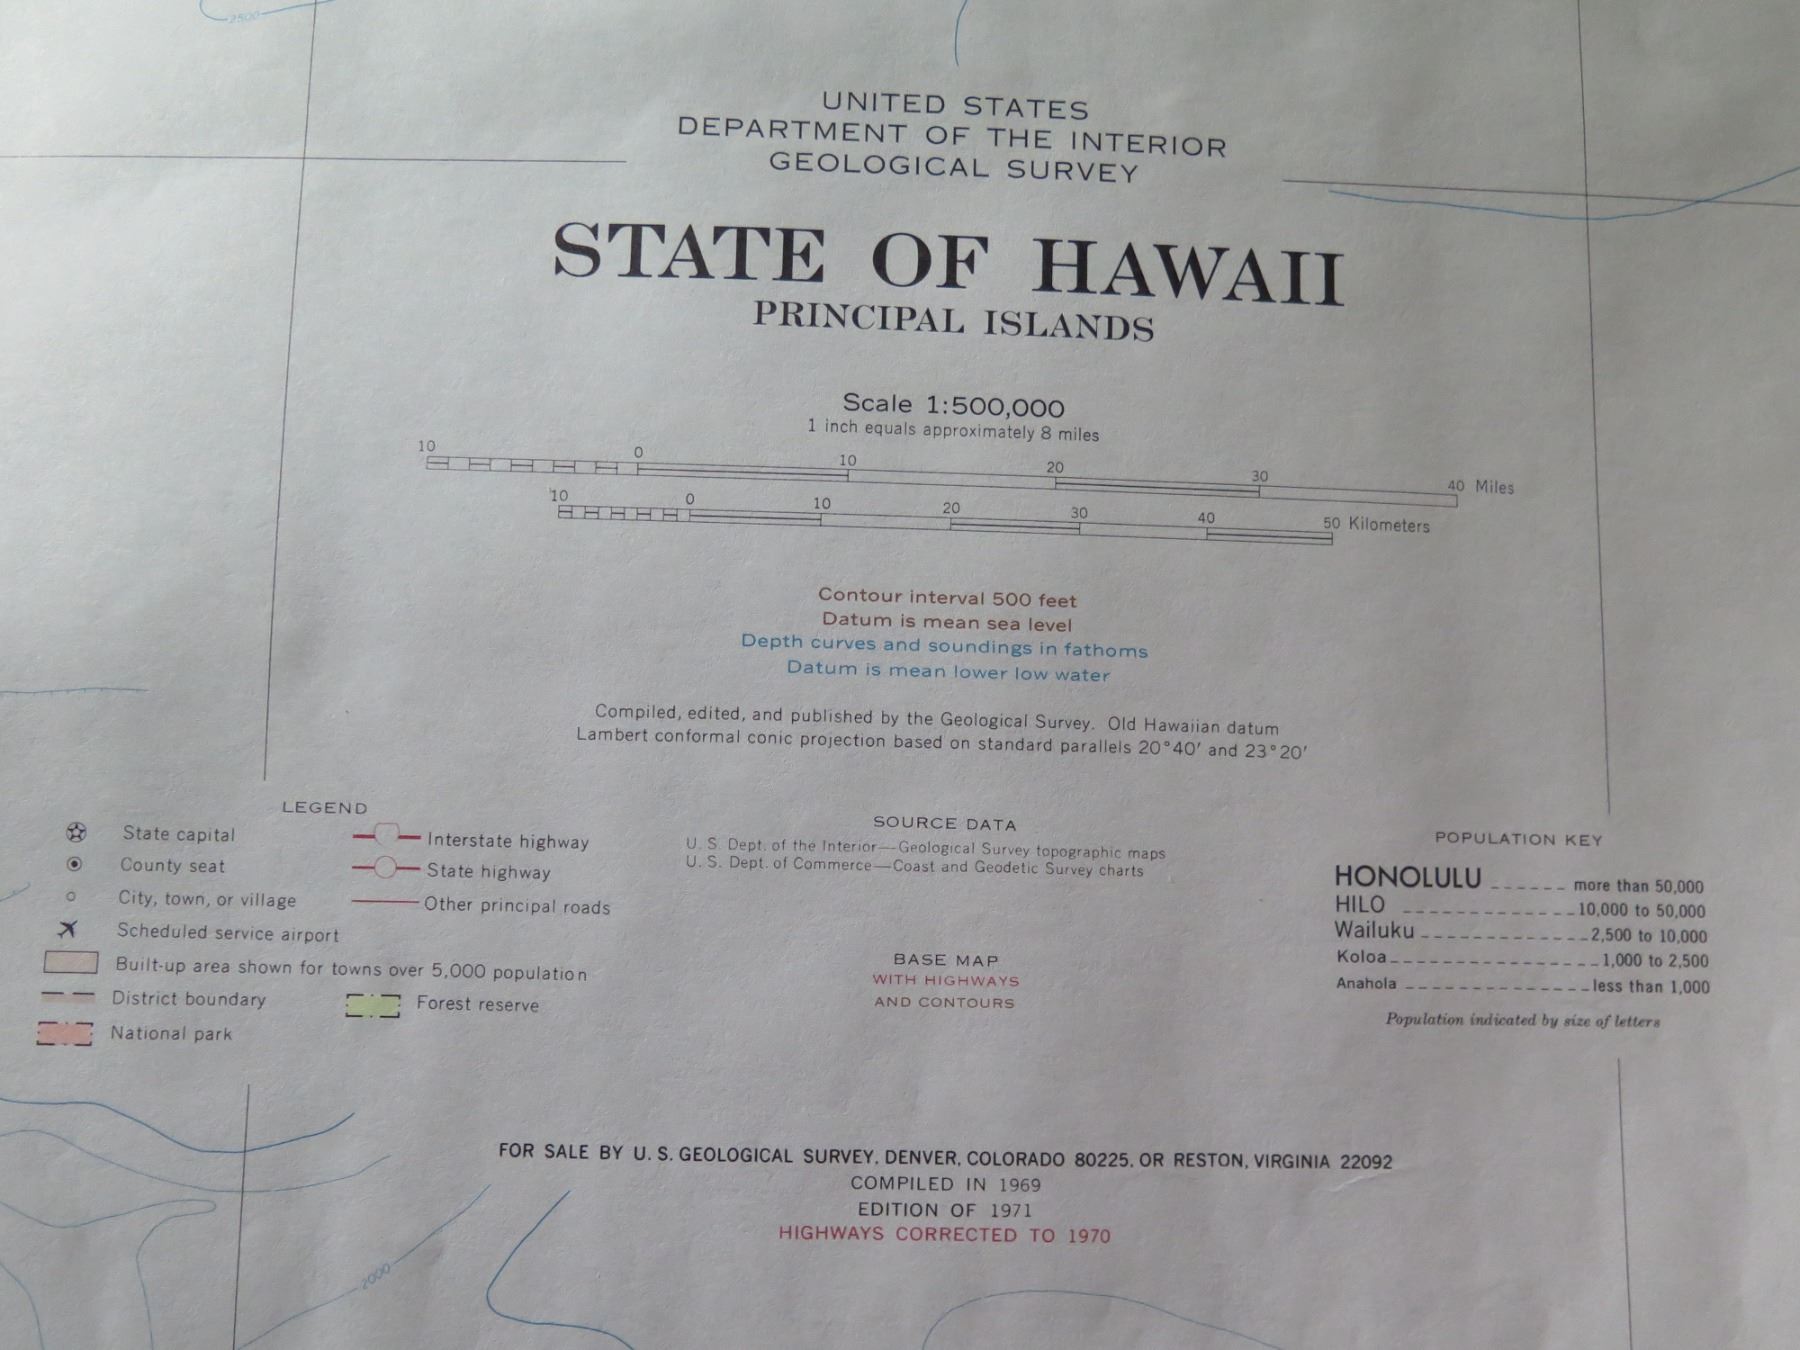 2500
UNITED STATES
DEPARTMENT OF THE INTERIOR
GEOLOGICAL SURVEY
STATE OF HAWAII
PRINCIPAL ISLANDS
Scale 1:500,000
1 inch equals approximately 8 miles
10 0 10 20 30 40 Miles
10 0 10 20 30 40 50 Kilometers
Contour interval 500 feet
Datum is mean sea level
Depth curves and soundings in fathoms
Datum is mean lower low water
Compiled, edited, and published by the Geological Survey. Old Hawaiian datum
Lambert conformal conic projection based on standard parallels 20°40′ and 23°20′
LEGEND
State capital
County seat
City, town, or village
Scheduled service airport
Built-up area shown for towns over 5,000 population
District boundary
National park
Interstate highway
State highway
Other principal roads
Forest reserve
SOURCE DATA
U. S. Dept. of the Interior—Geological Survey topographic maps
U. S. Dept. of Commerce—Coast and Geodetic Survey charts
BASE MAP
WITH HIGHWAYS
AND CONTOURS
POPULATION KEY
HONOLULU ------ more than 50,000
HILO ------------- 10,000 to 50,000
Wailuku ------------- 2,500 to 10,000
Koloa ---------------- 1,000 to 2,500
Anahola -------------- less than 1,000
Population indicated by size of letters
FOR SALE BY U. S. GEOLOGICAL SURVEY, DENVER, COLORADO 80225, OR RESTON, VIRGINIA 22092
COMPILED IN 1969
EDITION OF 1971
HIGHWAYS CORRECTED TO 1970
2000